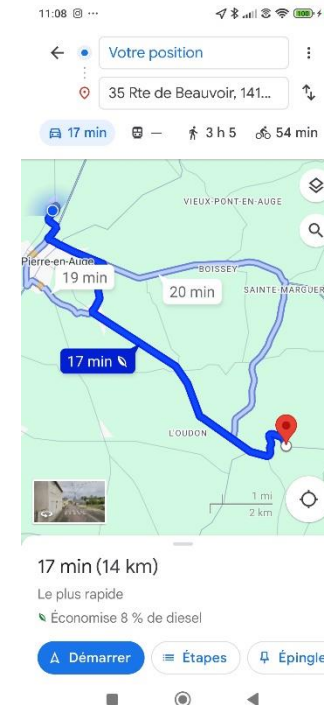 11:08
Votre position
35 Rte de Beauvoir, 141...
17 min
—
3 h 5
54 min
VIEUX-PONT-EN-AUGE
Pierre-en-Auge
BOISSEY
19 min
20 min
SAINTE-MARGUER
17 min
L'OUDON
1 mi
2 km
17 min (14 km)
Le plus rapide
Économise 8 % de diesel
Démarrer
Étapes
Épingle